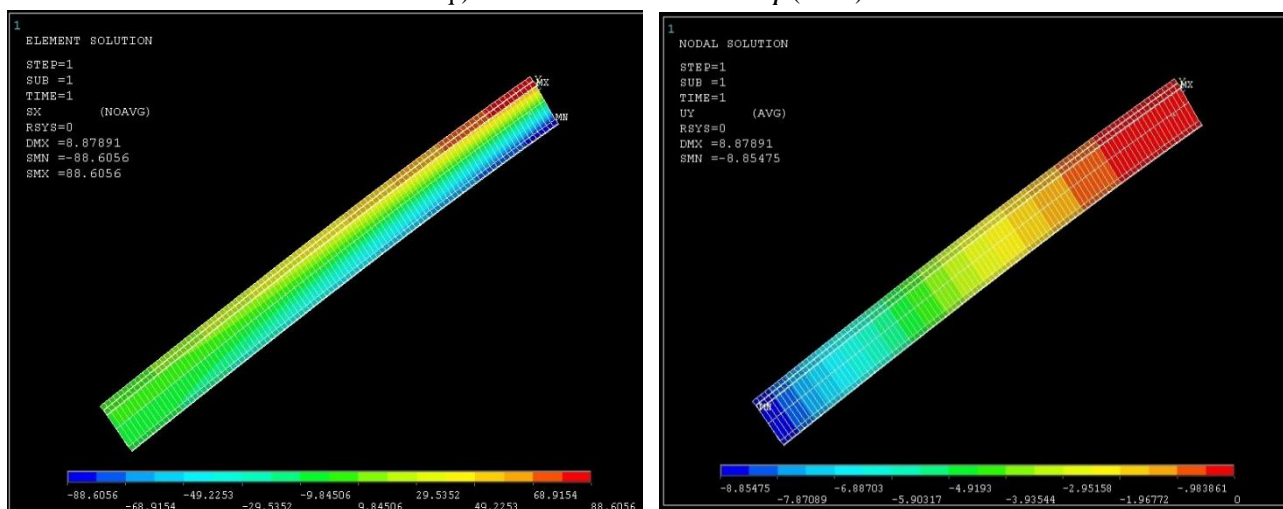 p)
p
1
ELEMENT SOLUTION
STEP=1
SUB =1
TIME=1
SX (NOAVG)
RSYS=0
DMX =8.87891
SMN =-88.6056
SMX =88.6056
MX
MN
-88.6056 -49.2253 -9.84506 29.5352 68.9154
-68.9154 -29.5352 9.84506 49.2253 88.6056
1
NODAL SOLUTION
STEP=1
SUB =1
TIME=1
UY (AVG)
RSYS=0
DMX =8.87891
SMN =-8.85475
MX
MN
-8.85475 -6.88703 -4.9193 -2.95158 -.983861
-7.87089 -5.90317 -3.93544 -1.96772 0